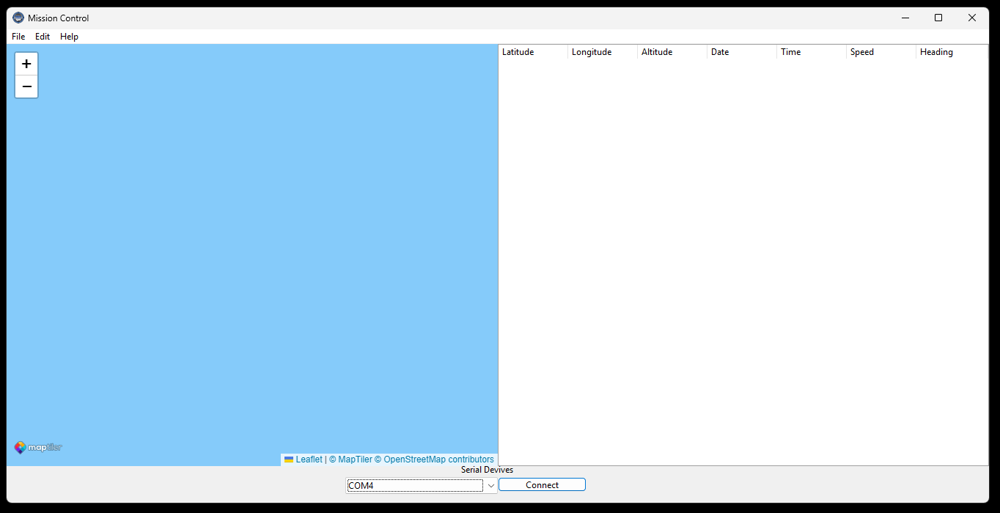 Mission Control
File Edit Help
+
−
Latitude Longitude Altitude Date Time Speed Heading
maptiler
Leaflet | © MapTiler © OpenStreetMap contributors
Serial Devives
COM4 Connect